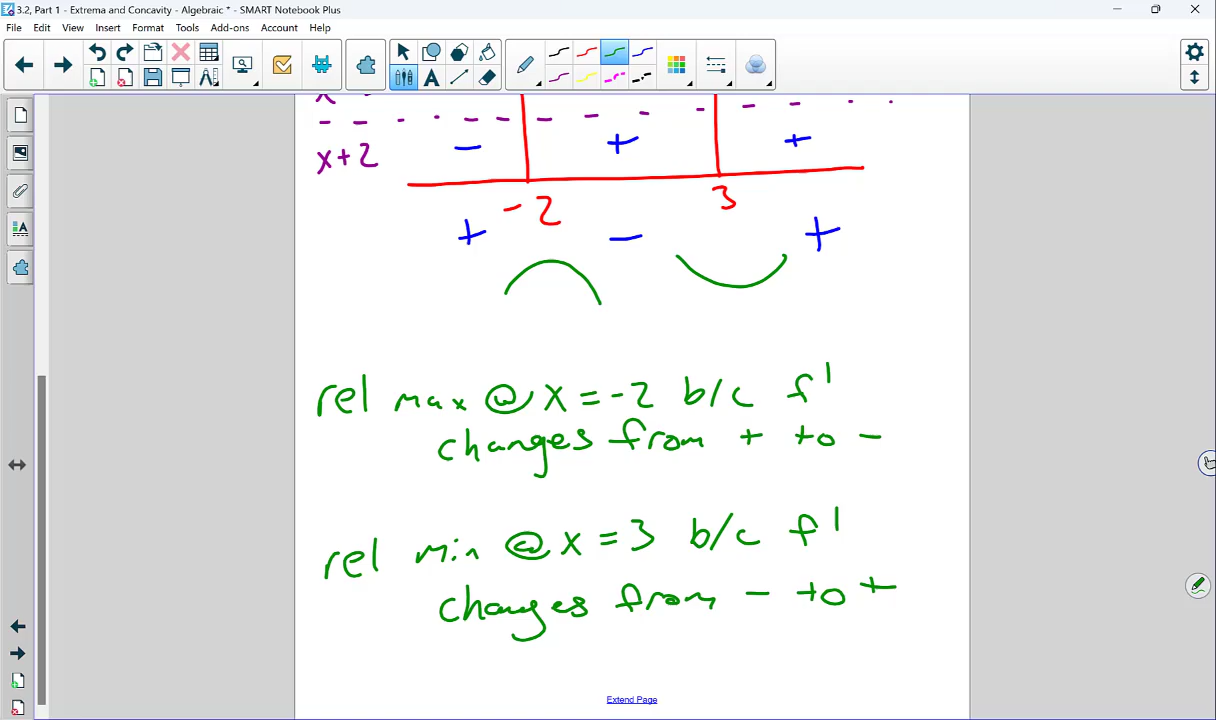 3.2, Part 1 - Extrema and Concavity - Algebraic * - SMART Notebook Plus
File Edit View Insert Format Tools Add-ons Account Help
x+2 - + +
-2 3
+ - +
rel max @ x = -2 b/c f'
changes from + to -
rel min @ x = 3 b/c f'
changes from - to +
Extend Page